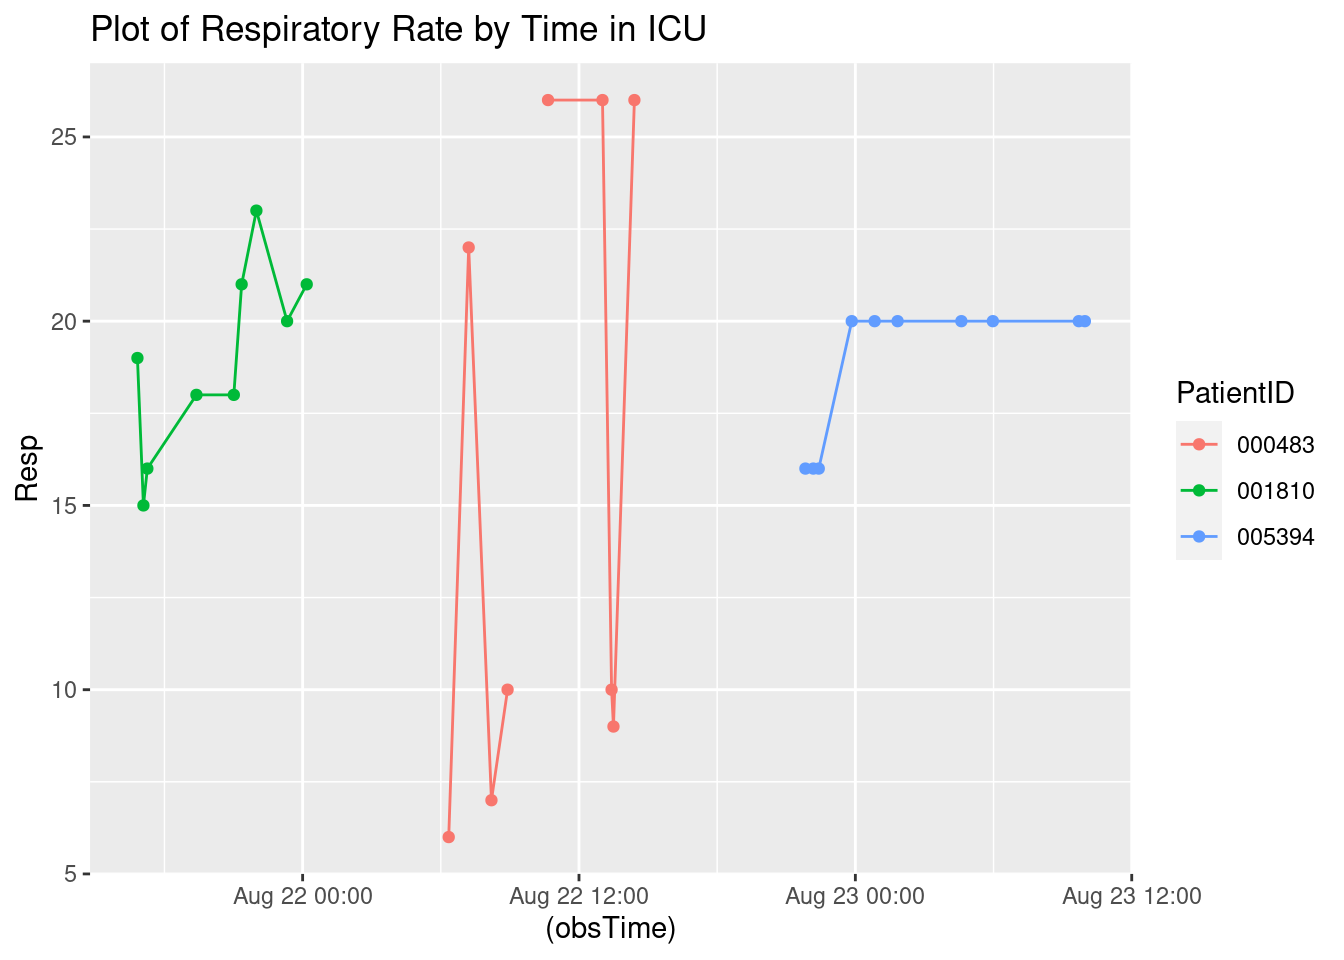 Plot of Respiratory Rate by Time in ICU
Resp
25
20
15
10
5
Aug 22 00:00
Aug 22 12:00
Aug 23 00:00
Aug 23 12:00
(obsTime)
PatientID
000483
001810
005394